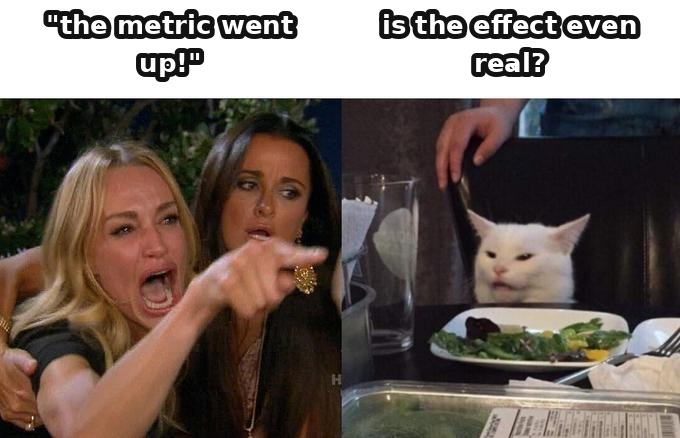 "the metric went
up!"
is the effect even
real?
H